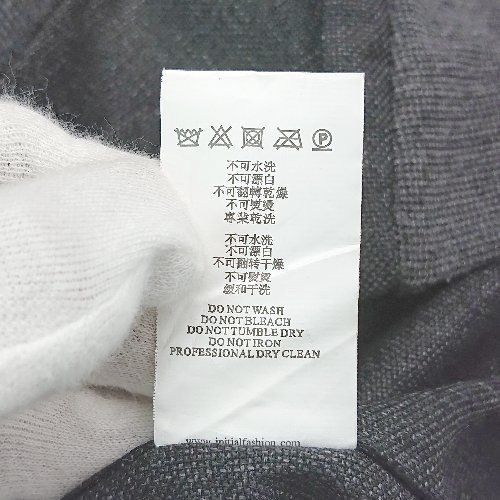 P
不可水洗
不可漂白
不可翻轉乾燥
不可熨燙
專業乾洗
不可水洗
不可漂白
不可翻转干燥
不可熨烫
缓和干洗
DO NOT WASH
DO NOT BLEACH
DO NOT TUMBLE DRY
DO NOT IRON
PROFESSIONAL DRY CLEAN
www.initialfashion.com